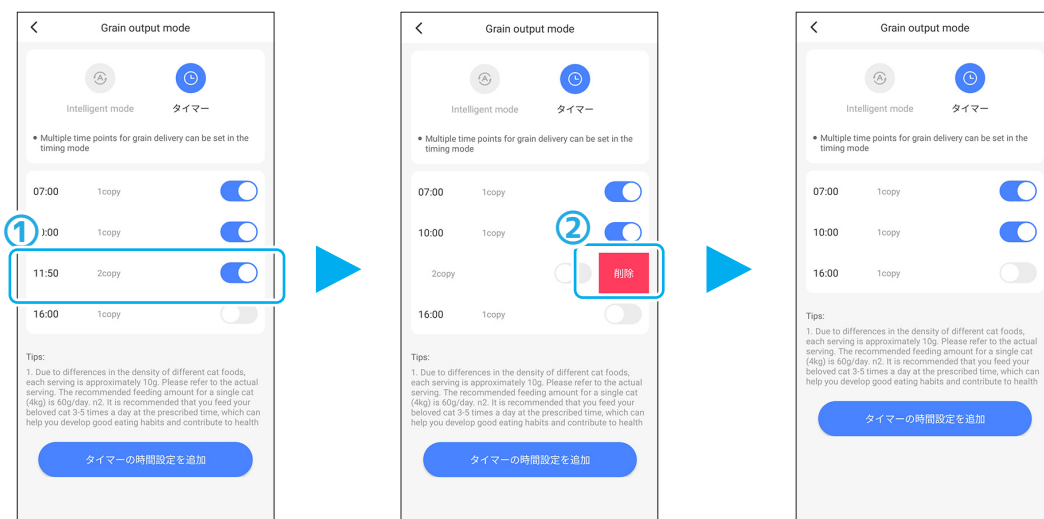 Grain output mode
Intelligent mode
タイマー
• Multiple time points for grain delivery can be set in the
timing mode
07:00 1copy
①
):00 1copy
11:50 2copy
16:00 1copy
Tips:
1. Due to differences in the density of different cat foods,
each serving is approximately 10g. Please refer to the actual
serving. The recommended feeding amount for a single cat
(4kg) is 60g/day. n2. It is recommended that you feed your
beloved cat 3-5 times a day at the prescribed time, which can
help you develop good eating habits and contribute to health
タイマーの時間設定を追加
Grain output mode
Intelligent mode
タイマー
• Multiple time points for grain delivery can be set in the
timing mode
07:00 1copy
10:00 1copy
②
2copy 削除
16:00 1copy
Tips:
1. Due to differences in the density of different cat foods,
each serving is approximately 10g. Please refer to the actual
serving. The recommended feeding amount for a single cat
(4kg) is 60g/day. n2. It is recommended that you feed your
beloved cat 3-5 times a day at the prescribed time, which can
help you develop good eating habits and contribute to health
タイマーの時間設定を追加
Grain output mode
Intelligent mode
タイマー
• Multiple time points for grain delivery can be set in the
timing mode
07:00 1copy
10:00 1copy
16:00 1copy
Tips:
1. Due to differences in the density of different cat foods,
each serving is approximately 10g. Please refer to the actual
serving. The recommended feeding amount for a single cat
(4kg) is 60g/day. n2. It is recommended that you feed your
beloved cat 3-5 times a day at the prescribed time, which can
help you develop good eating habits and contribute to health
タイマーの時間設定を追加